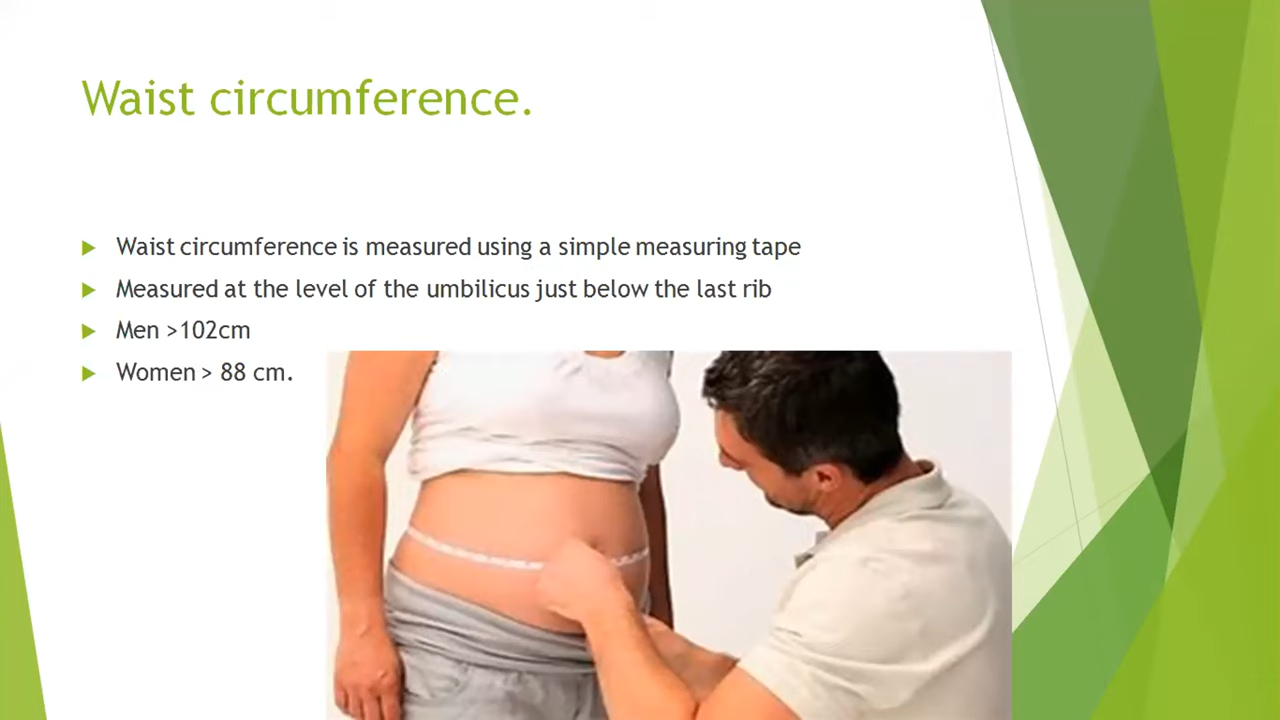 Waist circumference.
Waist circumference is measured using a simple measuring tape
Measured at the level of the umbilicus just below the last rib
Men >102cm
Women > 88 cm.